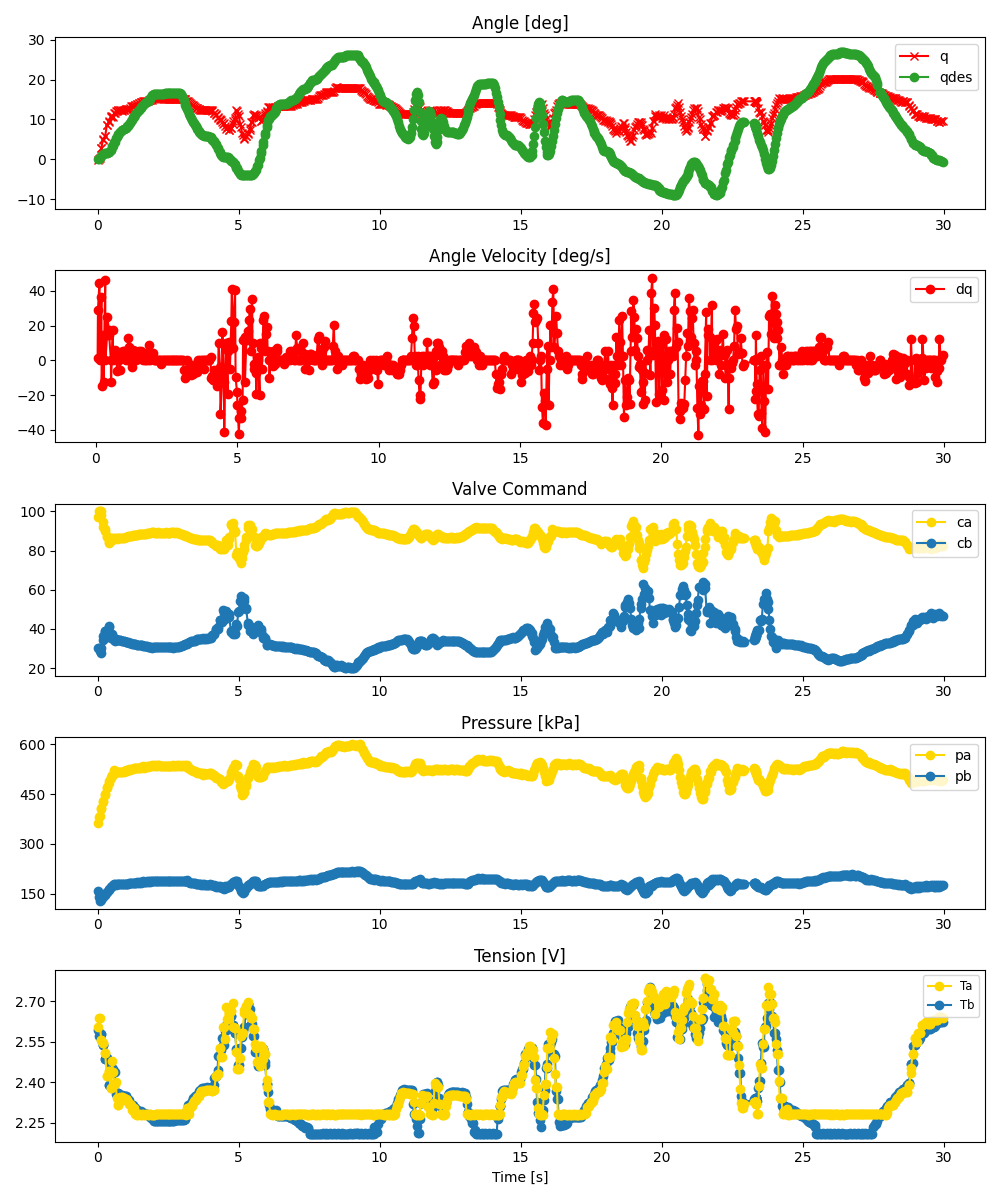 Angle [deg]
30
20
10
0
−10
q
qdes
0 5 10 15 20 25 30
Angle Velocity [deg/s]
40
20
0
−20
−40
dq
0 5 10 15 20 25 30
Valve Command
100
80
60
40
20
ca
cb
0 5 10 15 20 25 30
Pressure [kPa]
600
450
300
150
pa
pb
0 5 10 15 20 25 30
Tension [V]
2.70
2.55
2.40
2.25
Ta
Tb
0 5 10 15 20 25 30
Time [s]